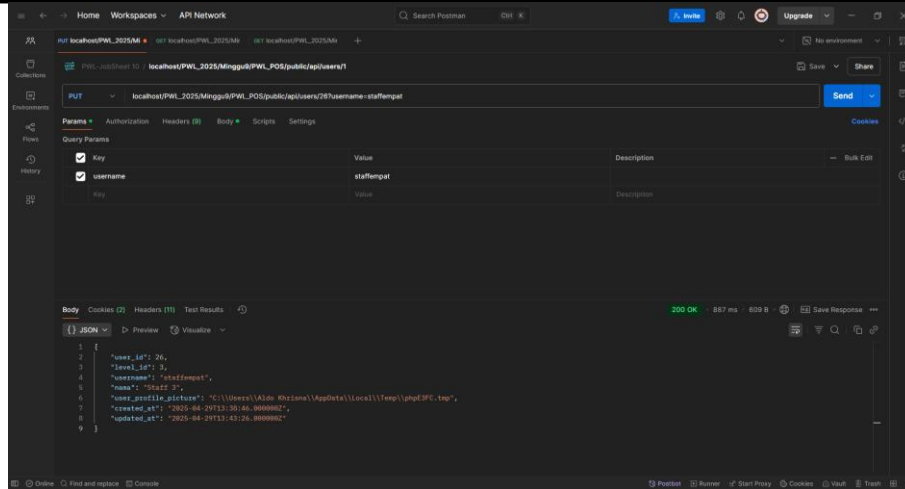 Home Workspaces API Network Search Postman Ctrl K Invite Upgrade
PUT localhost/PWL_2025/Mi GET localhost/PWL_2025/Mi GET localhost/PWL_2025/Mi + No environment
Collections
PWL-JobSheet 10 / localhost/PWL_2025/Minggu9/PWL_POS/public/api/users/1 Save Share
Environments
PUT localhost/PWL_2025/Minggu9/PWL_POS/public/api/users/26?username=staffempat Send
Flows
Params Authorization Headers (9) Body Scripts Settings Cookies
Query Params
History
Key Value Description Bulk Edit
username staffempat
Key Value Description
Body Cookies (2) Headers (11) Test Results 200 OK 887 ms 609 B Save Response
{} JSON Preview Visualize
1 {
2 "user_id": 26,
3 "level_id": 3,
4 "username": "staffempat",
5 "nama": "Staff 3",
6 "user_profile_picture": "C:\\Users\\Aldo Khrisna\\AppData\\Local\\Temp\\phpE3FC.tmp",
7 "created_at": "2025-04-29T13:38:46.000000Z",
8 "updated_at": "2025-04-29T13:43:26.000000Z"
9 }
Online Find and replace Console Postbot Runner Start Proxy Cookies Vault Trash